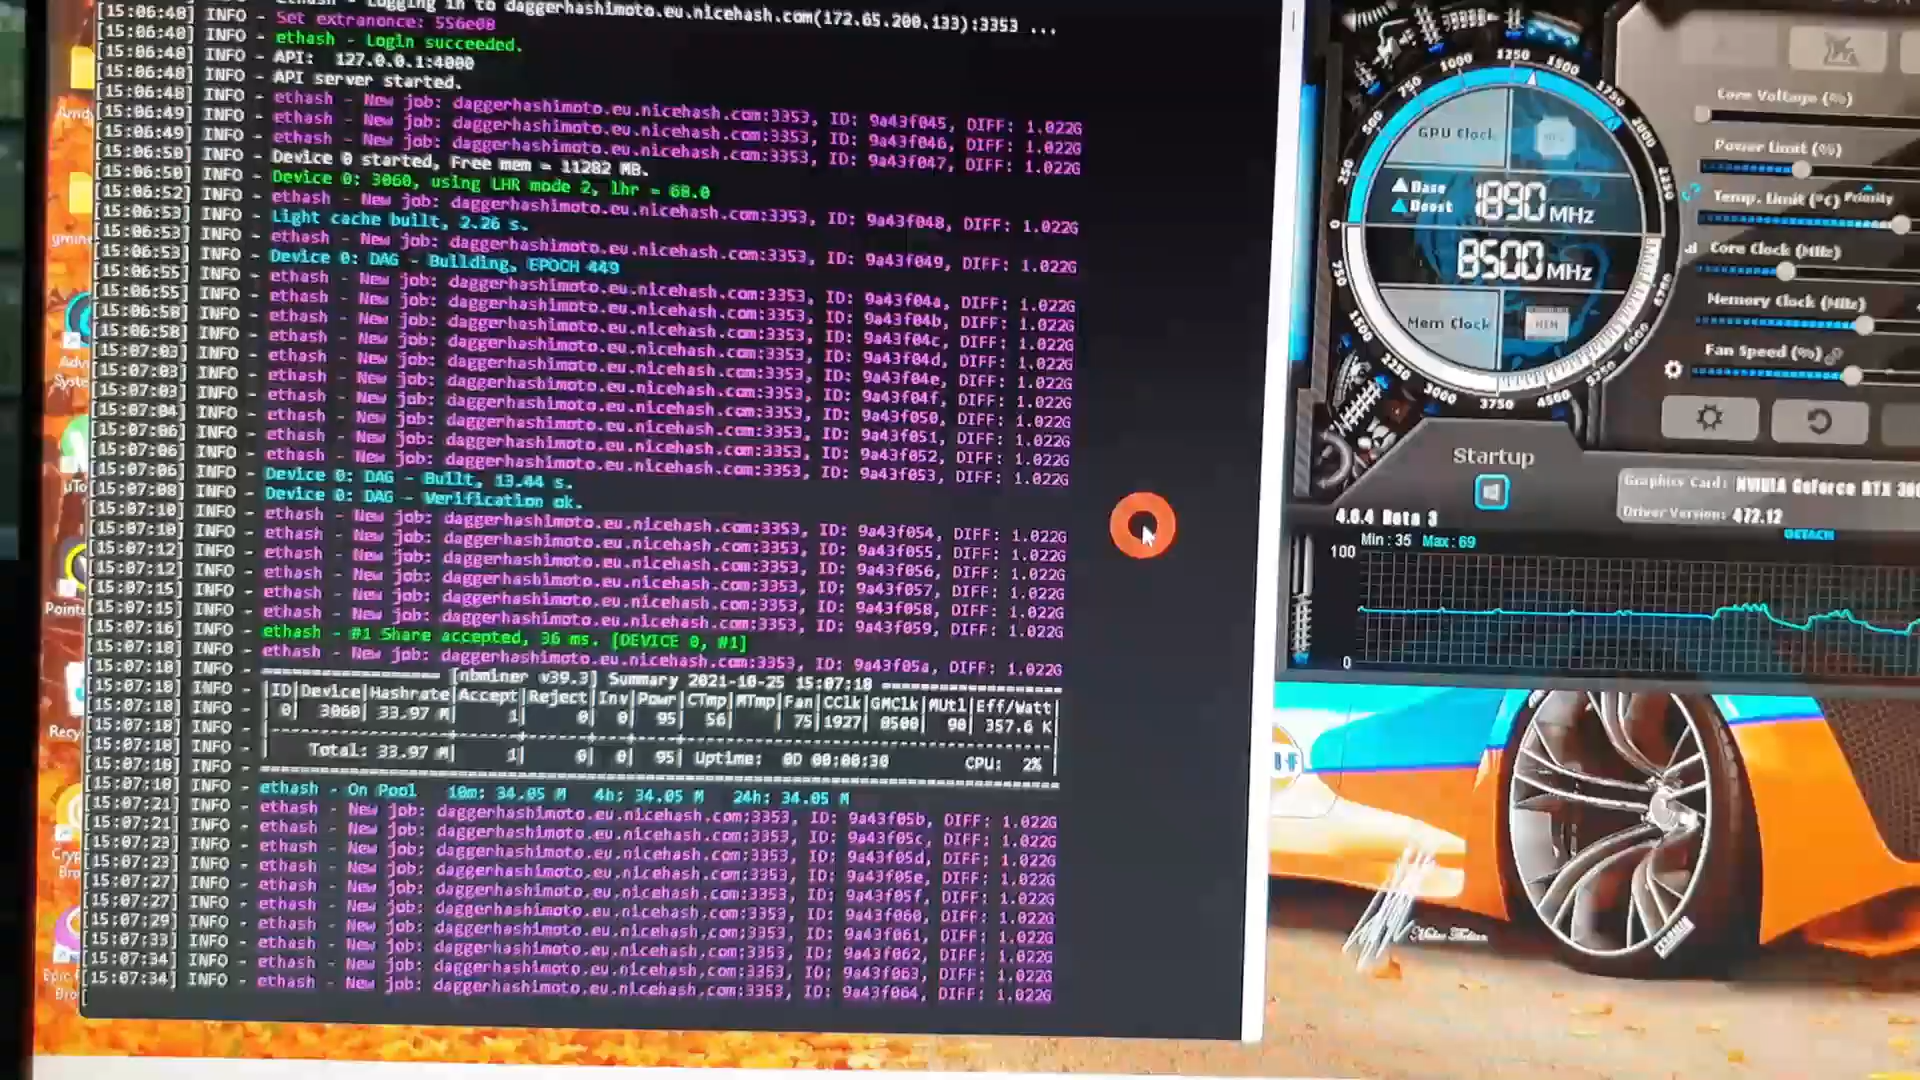 Logging in to daggerhashimoto.eu.nicehash.com(172.65.200.133):3353 ...
[15:06:48] INFO - Set extranonce: 556e08
[15:06:48] INFO - ethash - Login succeeded.
[15:06:48] INFO - API: 127.0.0.1:4000
[15:06:48] INFO - API server started.
[15:06:48] INFO - ethash - New job: daggerhashimoto.eu.nicehash.com:3353, ID: 9a43f045, DIFF: 1.022G
[15:06:49] INFO - ethash - New job: daggerhashimoto.eu.nicehash.com:3353, ID: 9a43f046, DIFF: 1.022G
[15:06:49] INFO - ethash - New job: daggerhashimoto.eu.nicehash.com:3353, ID: 9a43f047, DIFF: 1.022G
[15:06:50] INFO - Device 0 started, Free mem = 11282 MB.
[15:06:50] INFO - Device 0: 3060, using LHR mode 2, lhr = 68.0
[15:06:52] INFO - ethash - New job: daggerhashimoto.eu.nicehash.com:3353, ID: 9a43f048, DIFF: 1.022G
[15:06:53] INFO - Light cache built, 2.26 s.
[15:06:53] INFO - ethash - New job: daggerhashimoto.eu.nicehash.com:3353, ID: 9a43f049, DIFF: 1.022G
[15:06:53] INFO - Device 0: DAG - Building, EPOCH 449
[15:06:55] INFO - ethash - New job: daggerhashimoto.eu.nicehash.com:3353, ID: 9a43f04a, DIFF: 1.022G
[15:06:55] INFO - ethash - New job: daggerhashimoto.eu.nicehash.com:3353, ID: 9a43f04b, DIFF: 1.022G
[15:06:58] INFO - ethash - New job: daggerhashimoto.eu.nicehash.com:3353, ID: 9a43f04c, DIFF: 1.022G
[15:06:58] INFO - ethash - New job: daggerhashimoto.eu.nicehash.com:3353, ID: 9a43f04d, DIFF: 1.022G
[15:07:03] INFO - ethash - New job: daggerhashimoto.eu.nicehash.com:3353, ID: 9a43f04e, DIFF: 1.022G
[15:07:03] INFO - ethash - New job: daggerhashimoto.eu.nicehash.com:3353, ID: 9a43f04f, DIFF: 1.022G
[15:07:03] INFO - ethash - New job: daggerhashimoto.eu.nicehash.com:3353, ID: 9a43f050, DIFF: 1.022G
[15:07:04] INFO - ethash - New job: daggerhashimoto.eu.nicehash.com:3353, ID: 9a43f051, DIFF: 1.022G
[15:07:06] INFO - ethash - New job: daggerhashimoto.eu.nicehash.com:3353, ID: 9a43f052, DIFF: 1.022G
[15:07:06] INFO - ethash - New job: daggerhashimoto.eu.nicehash.com:3353, ID: 9a43f053, DIFF: 1.022G
[15:07:06] INFO - Device 0: DAG - Built, 13.44 s.
[15:07:08] INFO - Device 0: DAG - Verification ok.
[15:07:10] INFO - ethash - New job: daggerhashimoto.eu.nicehash.com:3353, ID: 9a43f054, DIFF: 1.022G
[15:07:10] INFO - ethash - New job: daggerhashimoto.eu.nicehash.com:3353, ID: 9a43f055, DIFF: 1.022G
[15:07:12] INFO - ethash - New job: daggerhashimoto.eu.nicehash.com:3353, ID: 9a43f056, DIFF: 1.022G
[15:07:12] INFO - ethash - New job: daggerhashimoto.eu.nicehash.com:3353, ID: 9a43f057, DIFF: 1.022G
[15:07:15] INFO - ethash - New job: daggerhashimoto.eu.nicehash.com:3353, ID: 9a43f058, DIFF: 1.022G
[15:07:15] INFO - ethash - New job: daggerhashimoto.eu.nicehash.com:3353, ID: 9a43f059, DIFF: 1.022G
[15:07:16] INFO - ethash - #1 Share accepted, 36 ms. [DEVICE 0, #1]
[15:07:18] INFO - ethash - New job: daggerhashimoto.eu.nicehash.com:3353, ID: 9a43f05a, DIFF: 1.022G
[15:07:18] INFO - [nbminer v39.3] Summary 2021-10-25 15:07:18
[15:07:18] INFO - |ID|Device|Hashrate|Accept|Reject|Inv|Powr|CTmp|MTmp|Fan|CClk|GMClk|MUtl|Eff/Watt
[15:07:18] INFO - | 0| 3060| 33.97 M| 1| 0| 0| 95| 56| | 75|1927| 8500| 90| 357.6 K
[15:07:18] INFO -
[15:07:18] INFO - Total: 33.97 M| 1| 0| 0| 95| Uptime: 0D 00:00:30 CPU: 2%
[15:07:18] INFO - ethash - On Pool 10m: 34.05 M 4h: 34.05 M 24h: 34.05 M
[15:07:21] INFO - ethash - New job: daggerhashimoto.eu.nicehash.com:3353, ID: 9a43f05b, DIFF: 1.022G
[15:07:21] INFO - ethash - New job: daggerhashimoto.eu.nicehash.com:3353, ID: 9a43f05c, DIFF: 1.022G
[15:07:23] INFO - ethash - New job: daggerhashimoto.eu.nicehash.com:3353, ID: 9a43f05d, DIFF: 1.022G
[15:07:23] INFO - ethash - New job: daggerhashimoto.eu.nicehash.com:3353, ID: 9a43f05e, DIFF: 1.022G
[15:07:27] INFO - ethash - New job: daggerhashimoto.eu.nicehash.com:3353, ID: 9a43f05f, DIFF: 1.022G
[15:07:27] INFO - ethash - New job: daggerhashimoto.eu.nicehash.com:3353, ID: 9a43f060, DIFF: 1.022G
[15:07:29] INFO - ethash - New job: daggerhashimoto.eu.nicehash.com:3353, ID: 9a43f061, DIFF: 1.022G
[15:07:33] INFO - ethash - New job: daggerhashimoto.eu.nicehash.com:3353, ID: 9a43f062, DIFF: 1.022G
[15:07:34] INFO - ethash - New job: daggerhashimoto.eu.nicehash.com:3353, ID: 9a43f063, DIFF: 1.022G
[15:07:34] INFO - ethash - New job: daggerhashimoto.eu.nicehash.com:3353, ID: 9a43f064, DIFF: 1.022G
0 250 500 750 1000 1250 1500 1750 2000 2250
GPU Clock
Base
Boost
1890 MHz
8500 MHz
Mem Clock
MEM
750 1500 2250 3000 3750 4500 5250 6000
Core Voltage (%)
Power Limit (%)
Temp. Limit (°C) Priority
Core Clock (MHz)
Memory Clock (MHz)
Fan Speed (%)
Startup
4.6.4 Beta 3
Graphics Card: NVIDIA GeForce RTX
Driver Version: 472.12
DETACH
Min : 35 Max : 69
100
0